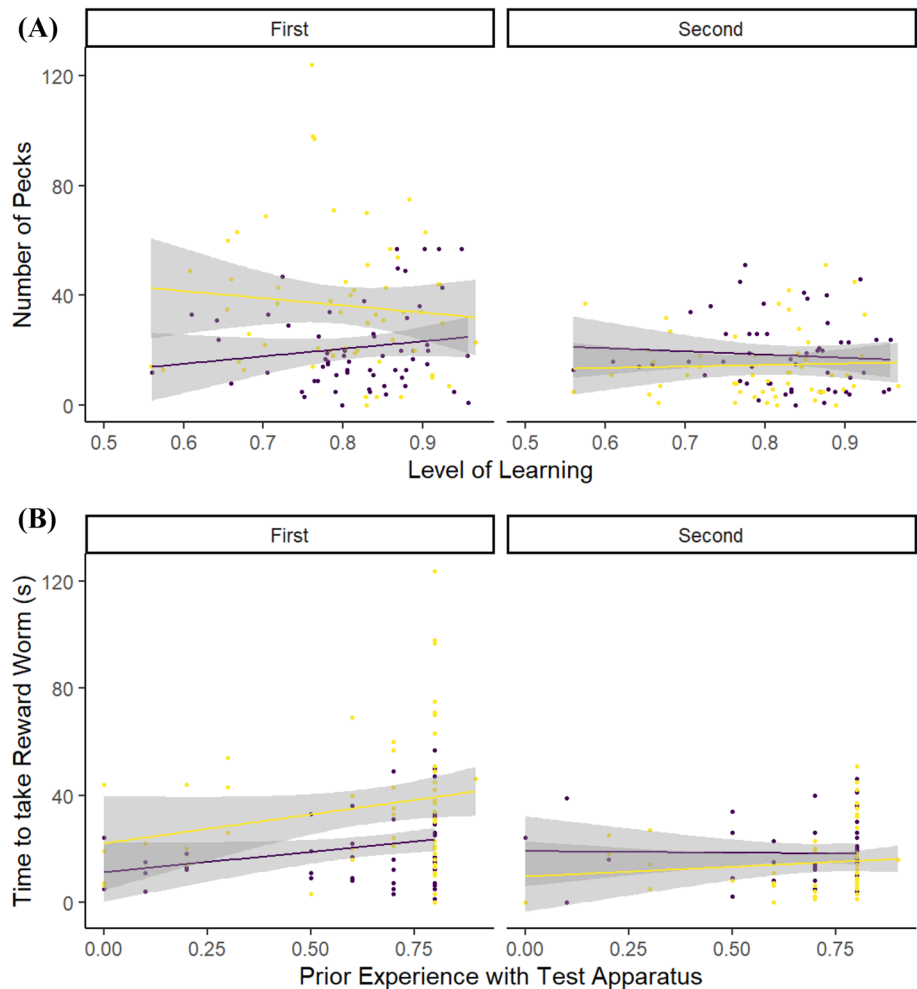 (A)
First Second
Number of Pecks
120
80
40
0
0.5 0.6 0.7 0.8 0.9 0.5 0.6 0.7 0.8 0.9
Level of Learning
(B)
First Second
Time to take Reward Worm (s)
120
80
40
0
0.00 0.25 0.50 0.75 0.00 0.25 0.50 0.75
Prior Experience with Test Apparatus